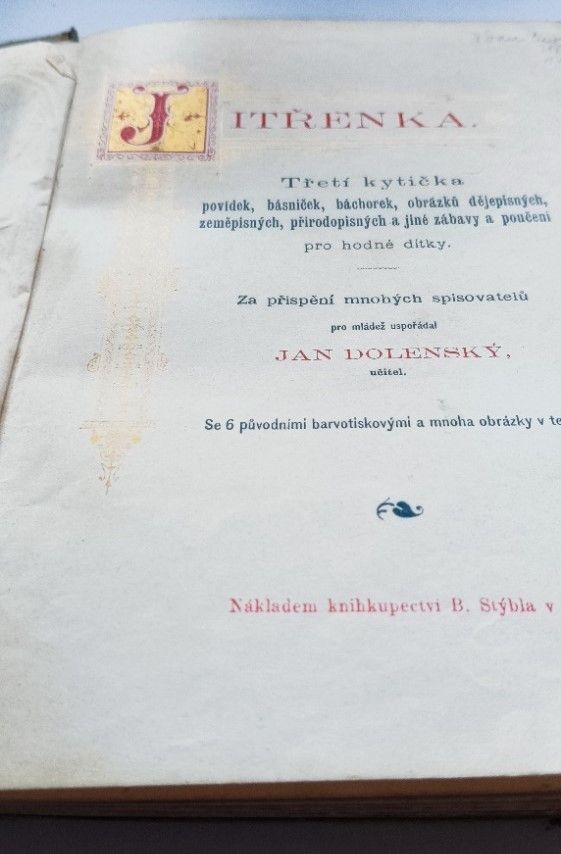 JITŘENKA.
Třetí kytička
povídek, básniček, báchorek, obrázků dějepisných,
zeměpisných, přírodopisných a jiné zábavy a poučení
pro hodné dítky.
Za přispění mnohých spisovatelů
pro mládež uspořádal
JAN DOLENSKÝ,
učitel.
Se 6 původními barvotiskovými a mnoha obrázky v te
Nákladem knihkupectví B. Stýbla v